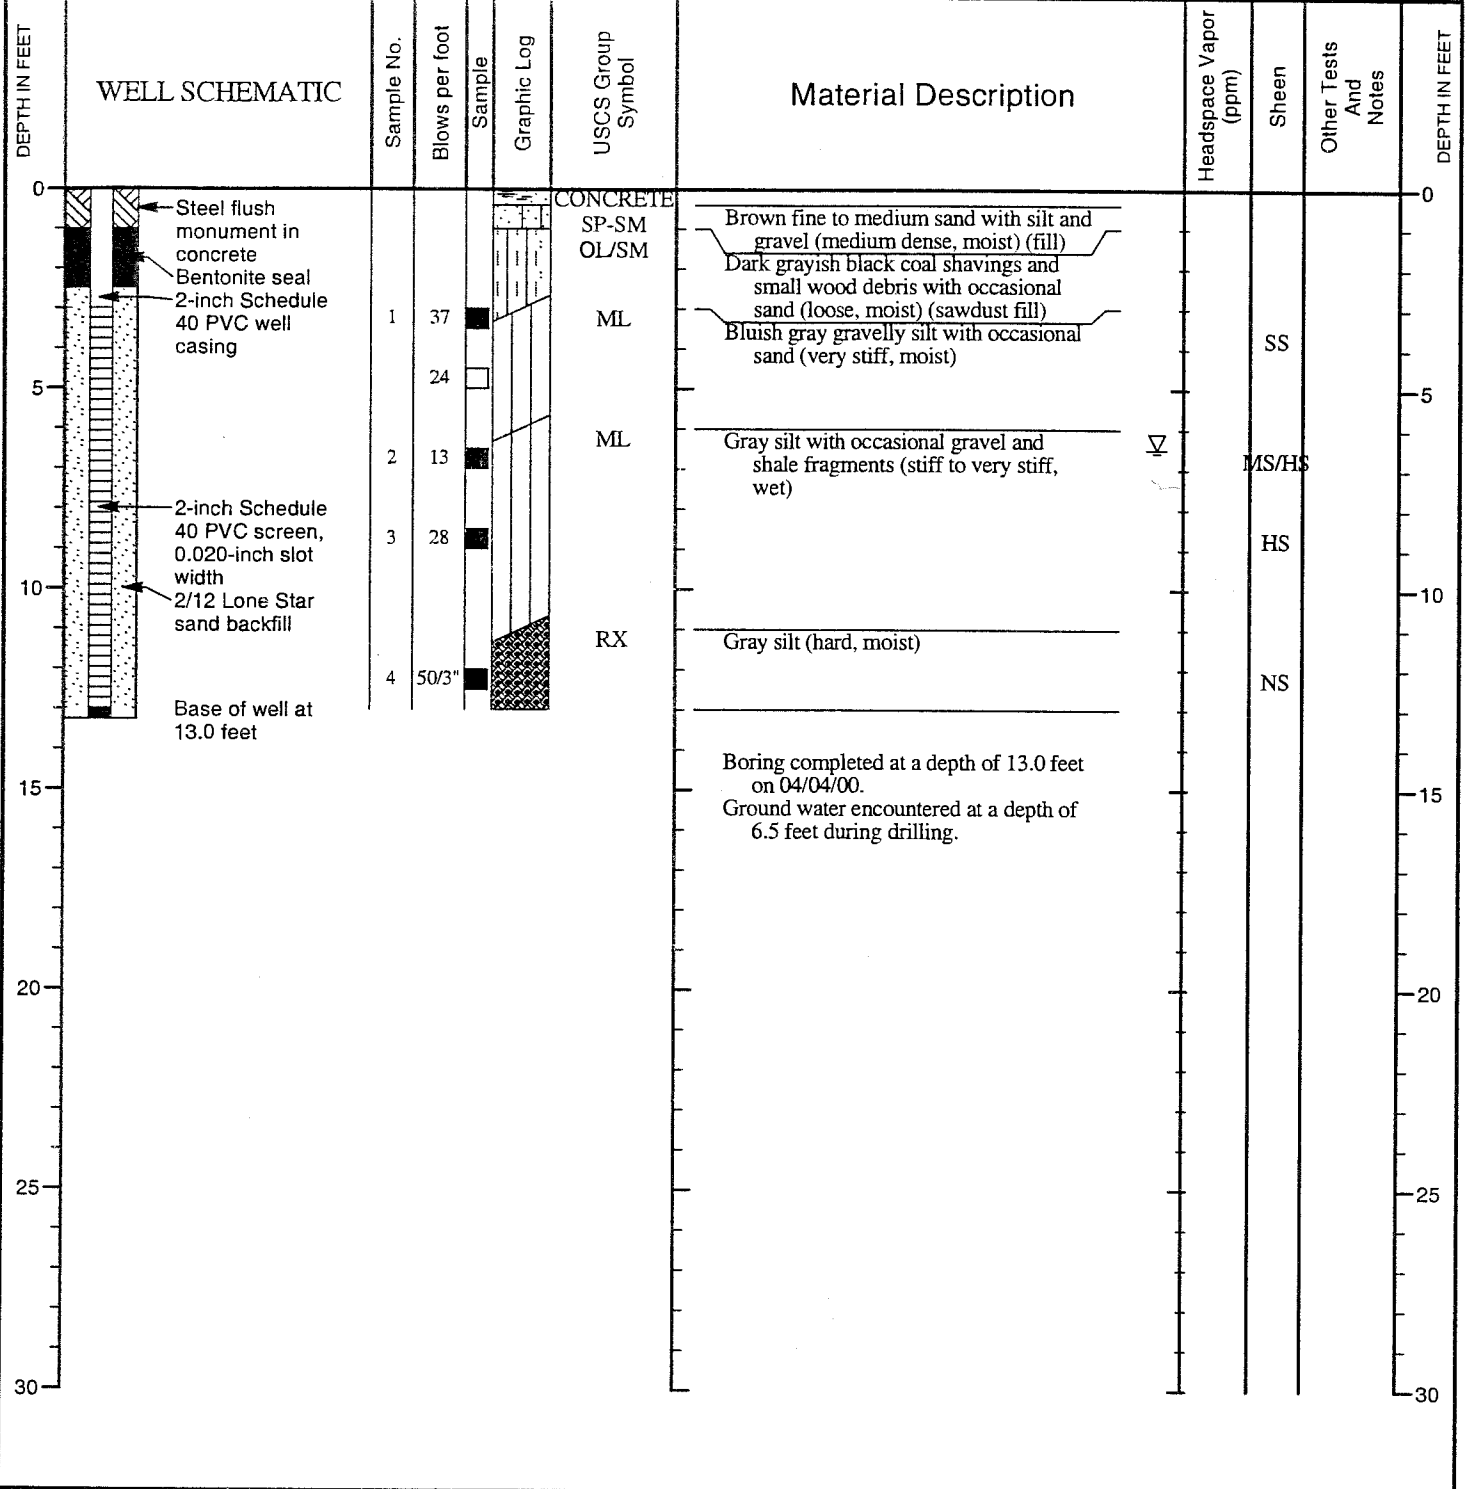 DEPTH IN FEET
WELL SCHEMATIC
Sample No.
Blows per foot
Sample
Graphic Log
USCS Group
Symbol
Material Description
Headspace Vapor
(ppm)
Sheen
Other Tests
And
Notes
DEPTH IN FEET
0
5
10
15
20
25
30
Steel flush
monument in
concrete
Bentonite seal
2-inch Schedule
40 PVC well
casing
2-inch Schedule
40 PVC screen,
0.020-inch slot
width
2/12 Lone Star
sand backfill
Base of well at
13.0 feet
1 37
24
2 13
3 28
4 50/3"
CONCRETE
SP-SM
OL/SM
ML
ML
RX
Brown fine to medium sand with silt and
gravel (medium dense, moist) (fill)
Dark grayish black coal shavings and
small wood debris with occasional
sand (loose, moist) (sawdust fill)
Bluish gray gravelly silt with occasional
sand (very stiff, moist)
Gray silt with occasional gravel and
shale fragments (stiff to very stiff,
wet)
Gray silt (hard, moist)
Boring completed at a depth of 13.0 feet
on 04/04/00.
Ground water encountered at a depth of
6.5 feet during drilling.
SS
MS/HS
HS
NS
0
5
10
15
20
25
30